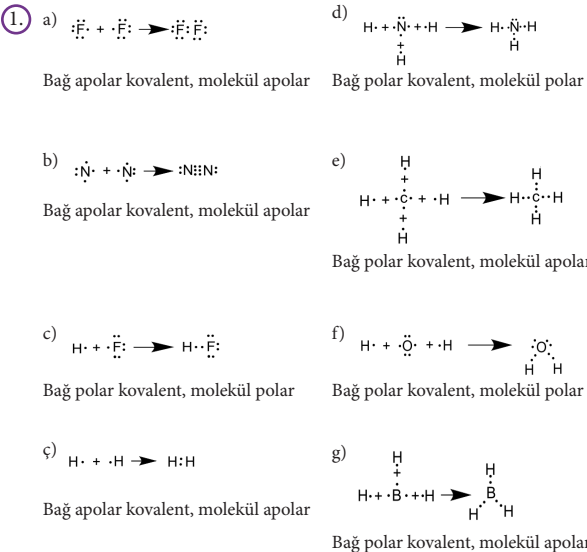 1. a) :F· + ·F: → :F:F:
Bağ apolar kovalent, molekül apolar
b) :N· + ·N: → :N⋮⋮N:
Bağ apolar kovalent, molekül apolar
c) H· + ·F: → H··F:
Bağ polar kovalent, molekül polar
ç) H· + ·H → H:H
Bağ apolar kovalent, molekül apolar
d) H· + ·N· + ·H → H··N··H
+
H H
Bağ polar kovalent, molekül polar
e) H
+
H· + ·C· + ·H → H··C··H
+
H H H
Bağ polar kovalent, molekül apolar
f) H· + ·O· + ·H → O
H H
Bağ polar kovalent, molekül polar
g) H
+
H· + ·B· + ·H → B
H H H
Bağ polar kovalent, molekül apolar